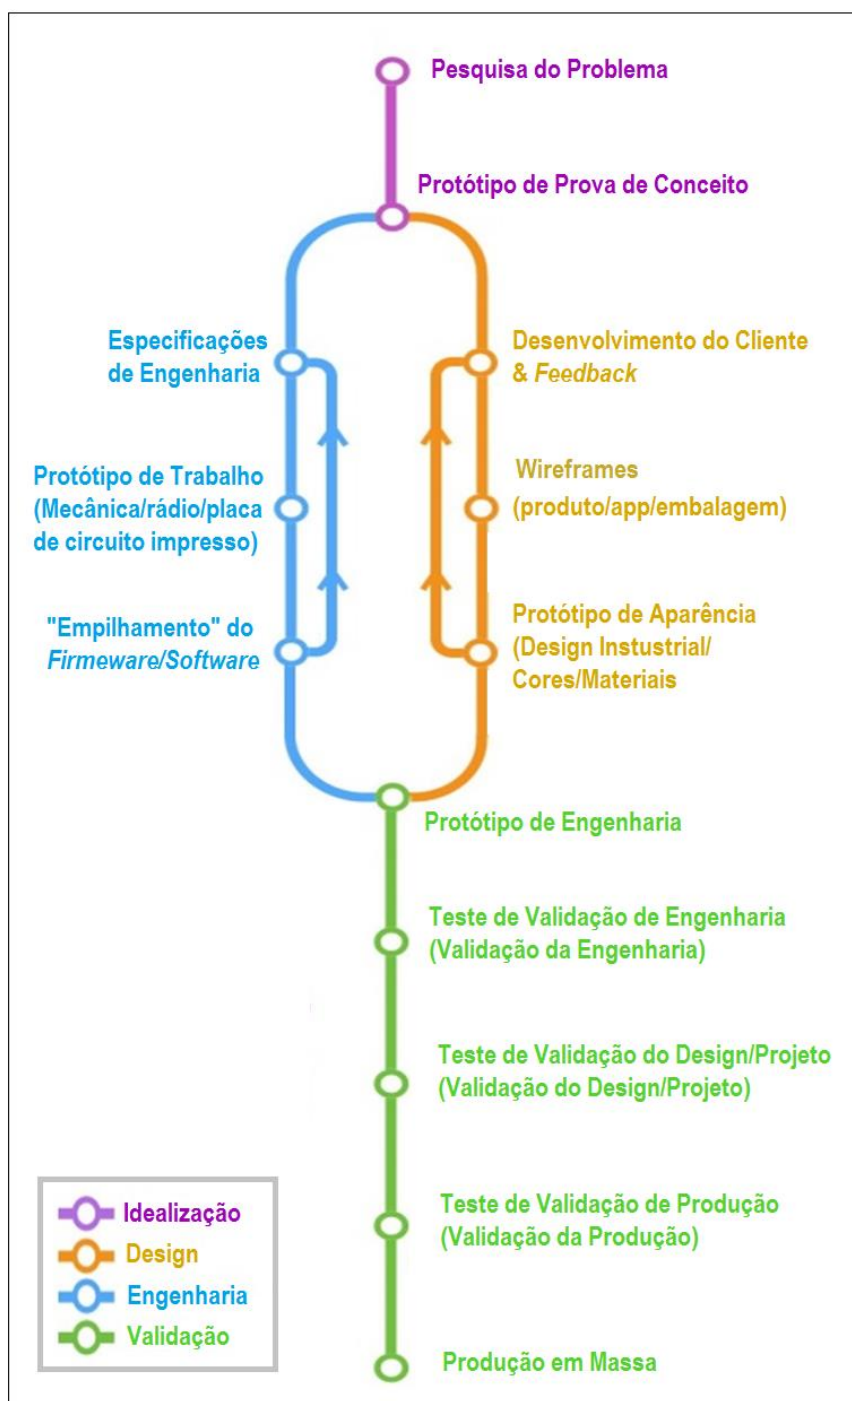 Pesquisa do Problema
Protótipo de Prova de Conceito
Especificações
de Engenharia
Desenvolvimento do Cliente
& Feedback
Protótipo de Trabalho
(Mecânica/rádio/placa
de circuito impresso)
Wireframes
(produto/app/embalagem)
"Empilhamento" do
Firmeware/Software
Protótipo de Aparência
(Design Instustrial/
Cores/Materiais
Protótipo de Engenharia
Teste de Validação de Engenharia
(Validação da Engenharia)
Teste de Validação do Design/Projeto
(Validação do Design/Projeto)
Teste de Validação de Produção
(Validação da Produção)
Produção em Massa
Idealização
Design
Engenharia
Validação